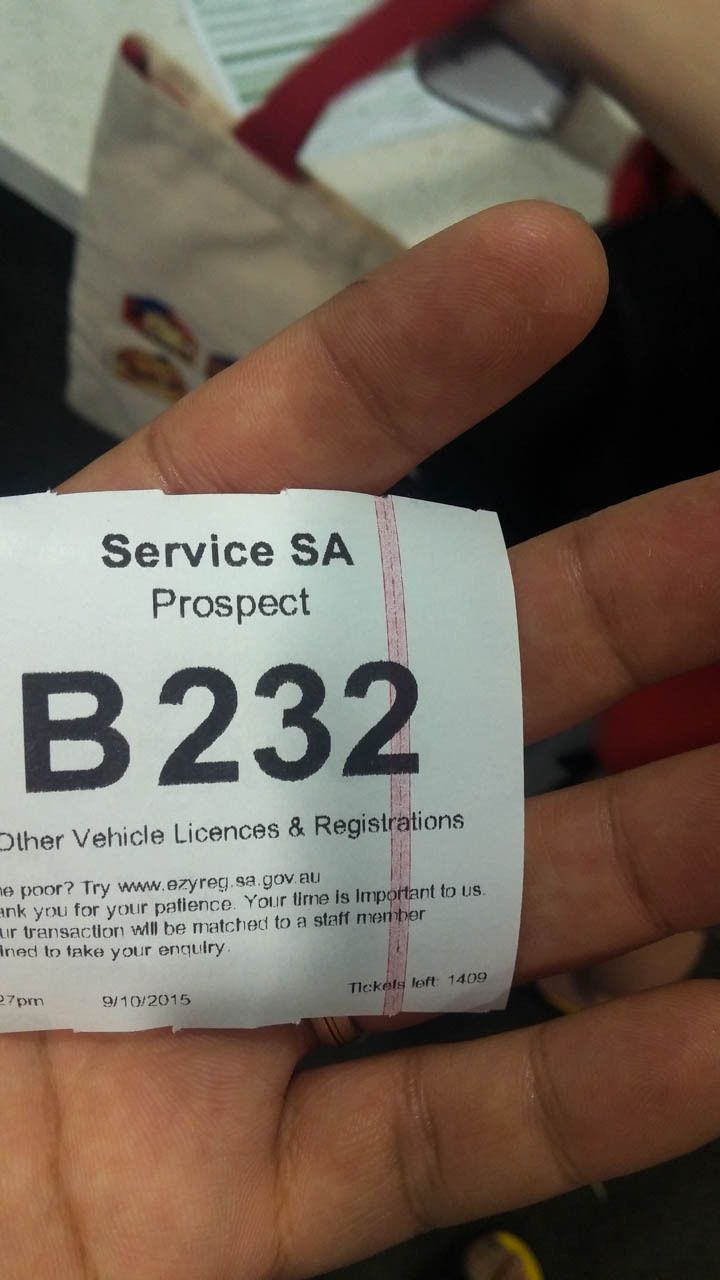 Service SA
Prospect
B232
Other Vehicle Licences & Registrations
poor? Try www.ezyreg.sa.gov.au
you for your patience. Your time is important to us.
transaction will be matched to a staff member
to take your enquiry.
27pm 9/10/2015 Tickets left: 1409